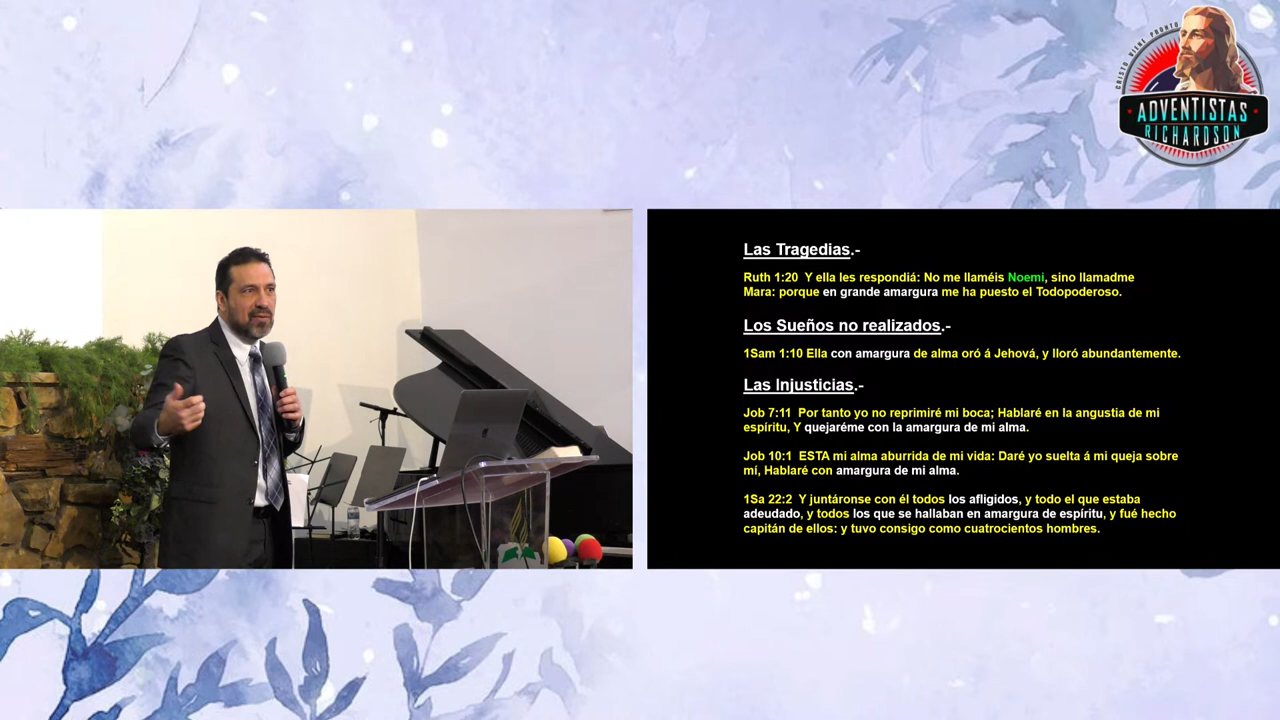 CRISTO VIENE PRONTO
ADVENTISTAS
RICHARDSON
Las Tragedias.-
Ruth 1:20 Y ella les respondiá: No me llaméis Noemi, sino llamadme
Mara: porque en grande amargura me ha puesto el Todopoderoso.
Los Sueños no realizados.-
1Sam 1:10 Ella con amargura de alma oró á Jehová, y lloró abundantemente.
Las Injusticias.-
Job 7:11 Por tanto yo no reprimiré mi boca; Hablaré en la angustia de mi
espíritu, Y quejaréme con la amargura de mi alma.
Job 10:1 ESTA mi alma aburrida de mi vida: Daré yo suelta á mi queja sobre
mí, Hablaré con amargura de mi alma.
1Sa 22:2 Y juntáronse con él todos los afligidos, y todo el que estaba
adeudado, y todos los que se hallaban en amargura de espíritu, y fué hecho
capitán de ellos: y tuvo consigo como cuatrocientos hombres.